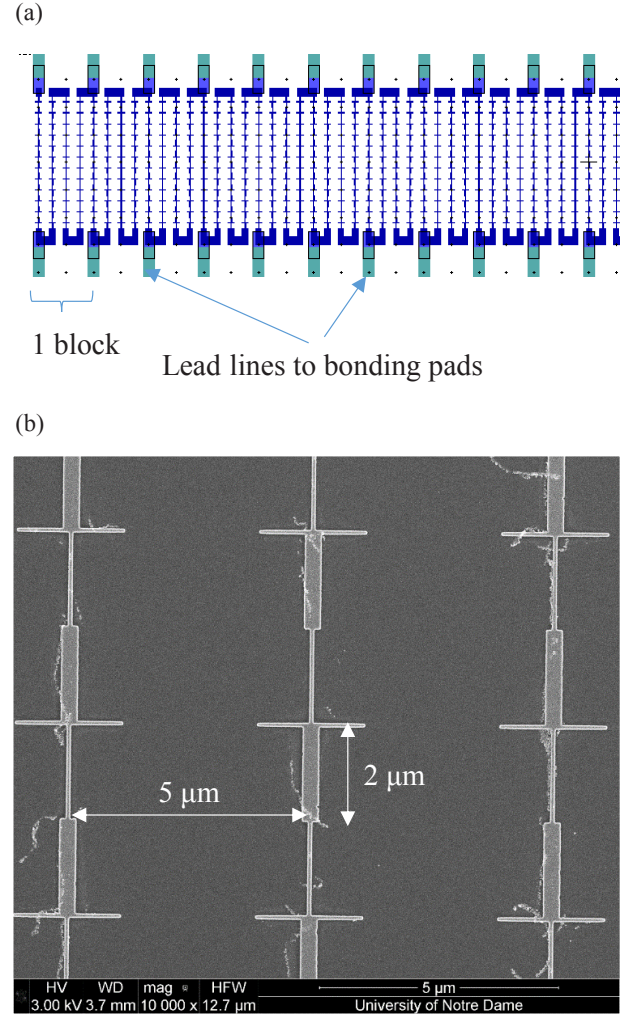 (a)
1 block
Lead lines to bonding pads
(b)
5 μm
2 μm
HV WD mag HFW 5 μm
3.00 kV 3.7 mm 10 000 x 12.7 μm University of Notre Dame